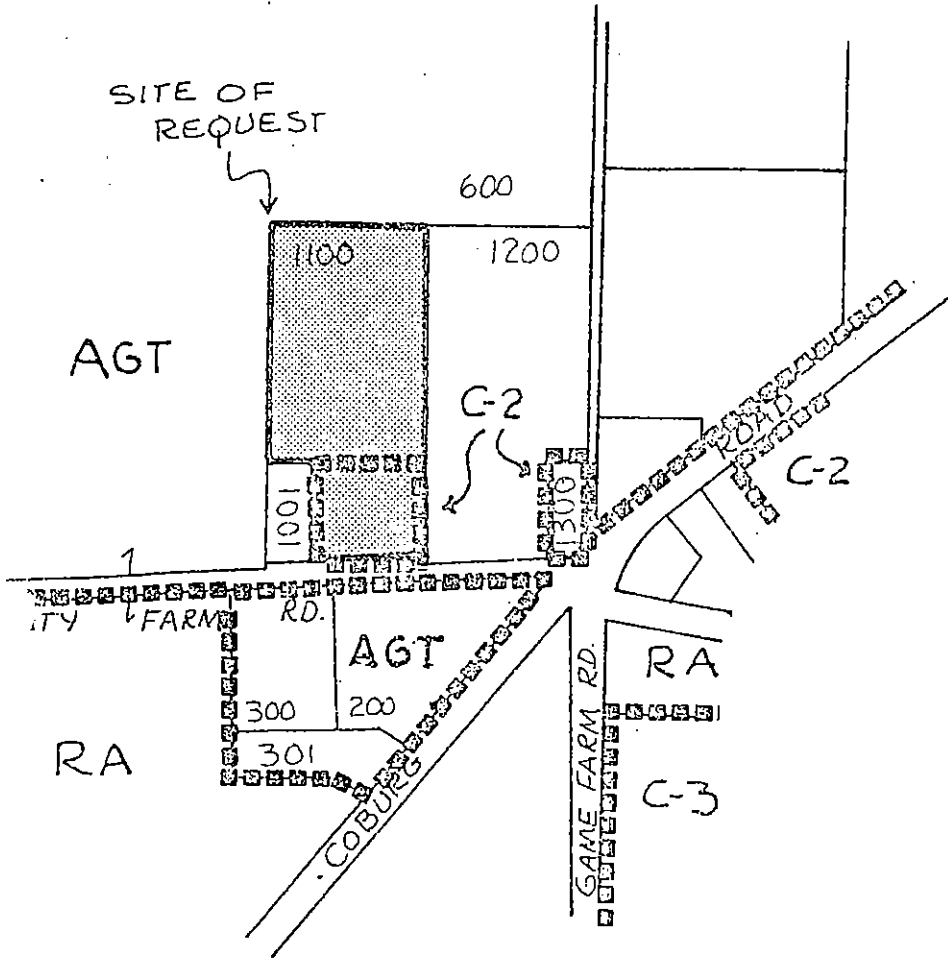 SITE OF
REQUEST
600
1100
1200
AGT
C-2
ROAD
C-2
1001
1300
ITY FARM RD.
AGT
RA
300
200
RA
301
C-3
COBURG
GAME FARM RD.